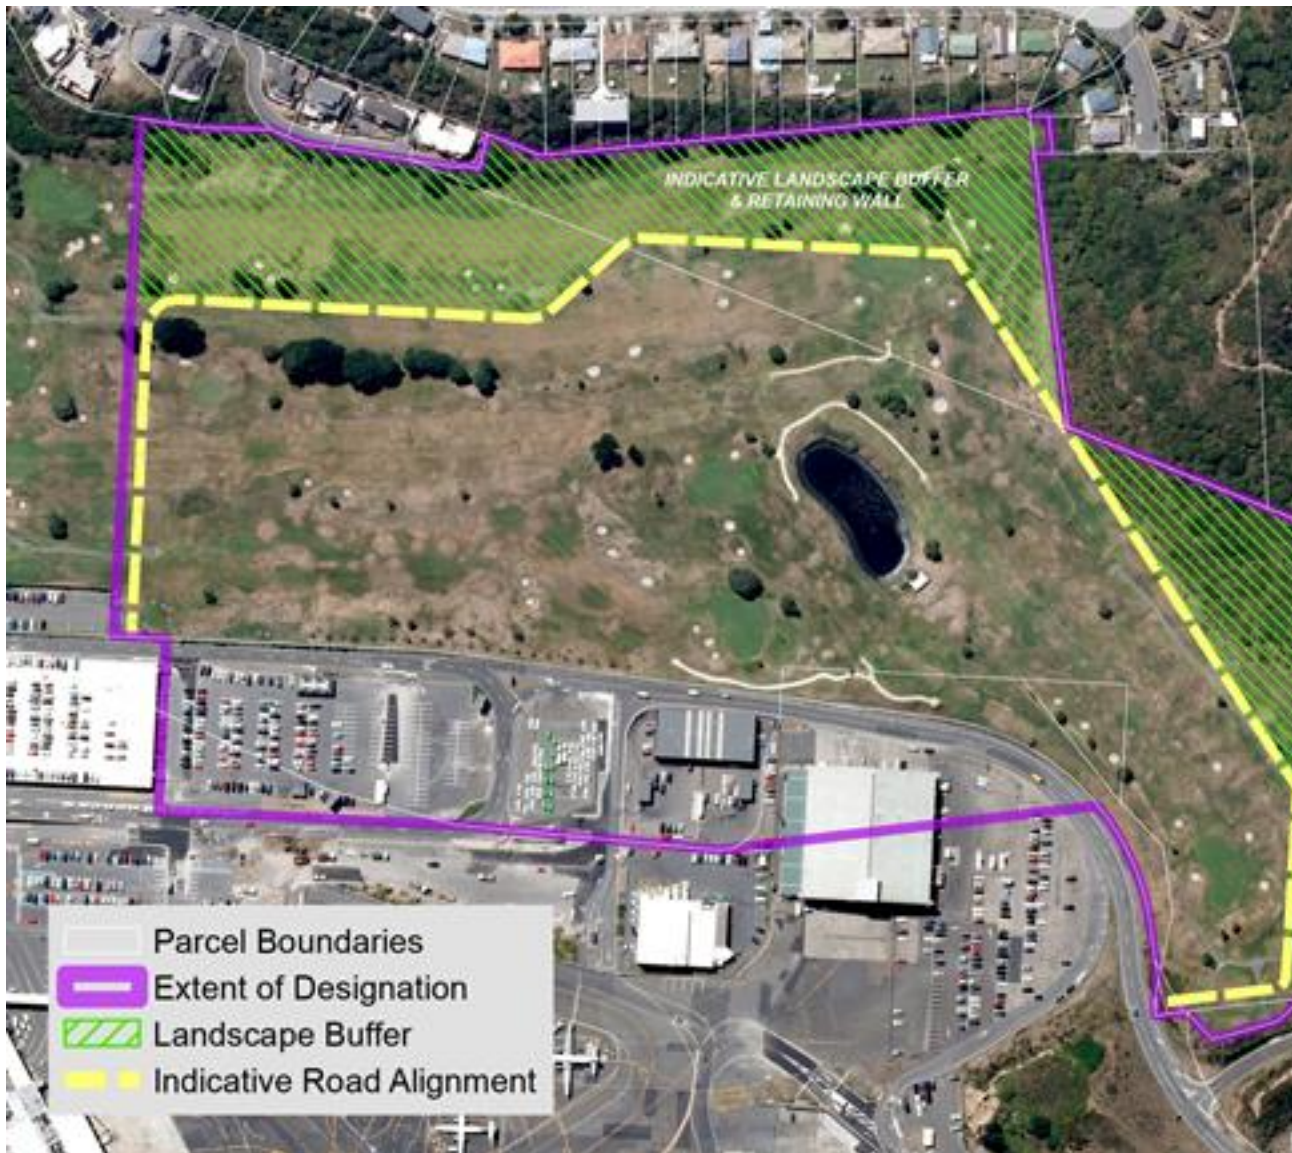 INDICATIVE LANDSCAPE BUFFER
& RETAINING WALL
Parcel Boundaries
Extent of Designation
Landscape Buffer
Indicative Road Alignment